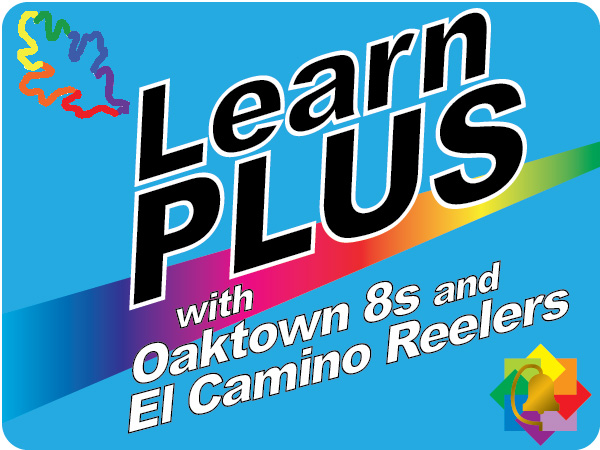 Learn
PLUS
with
Oaktown 8s and
El Camino Reelers